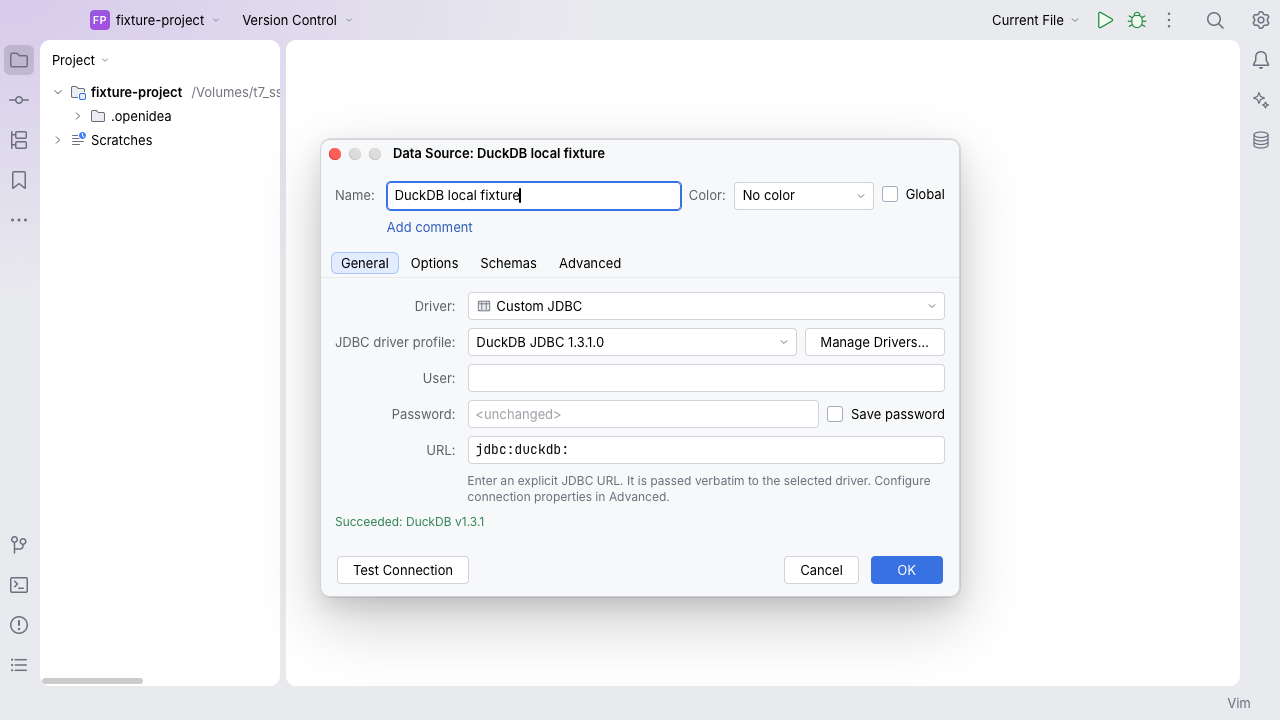 FP fixture-project Version Control Current File
Project
fixture-project /Volumes/t7_ss
.openidea
Scratches
Data Source: DuckDB local fixture
Name: DuckDB local fixture Color: No color Global
Add comment
General Options Schemas Advanced
Driver: Custom JDBC
JDBC driver profile: DuckDB JDBC 1.3.1.0 Manage Drivers...
User:
Password: <unchanged> Save password
URL: jdbc:duckdb:
Enter an explicit JDBC URL. It is passed verbatim to the selected driver. Configure
connection properties in Advanced.
Succeeded: DuckDB v1.3.1
Test Connection Cancel OK
Vim